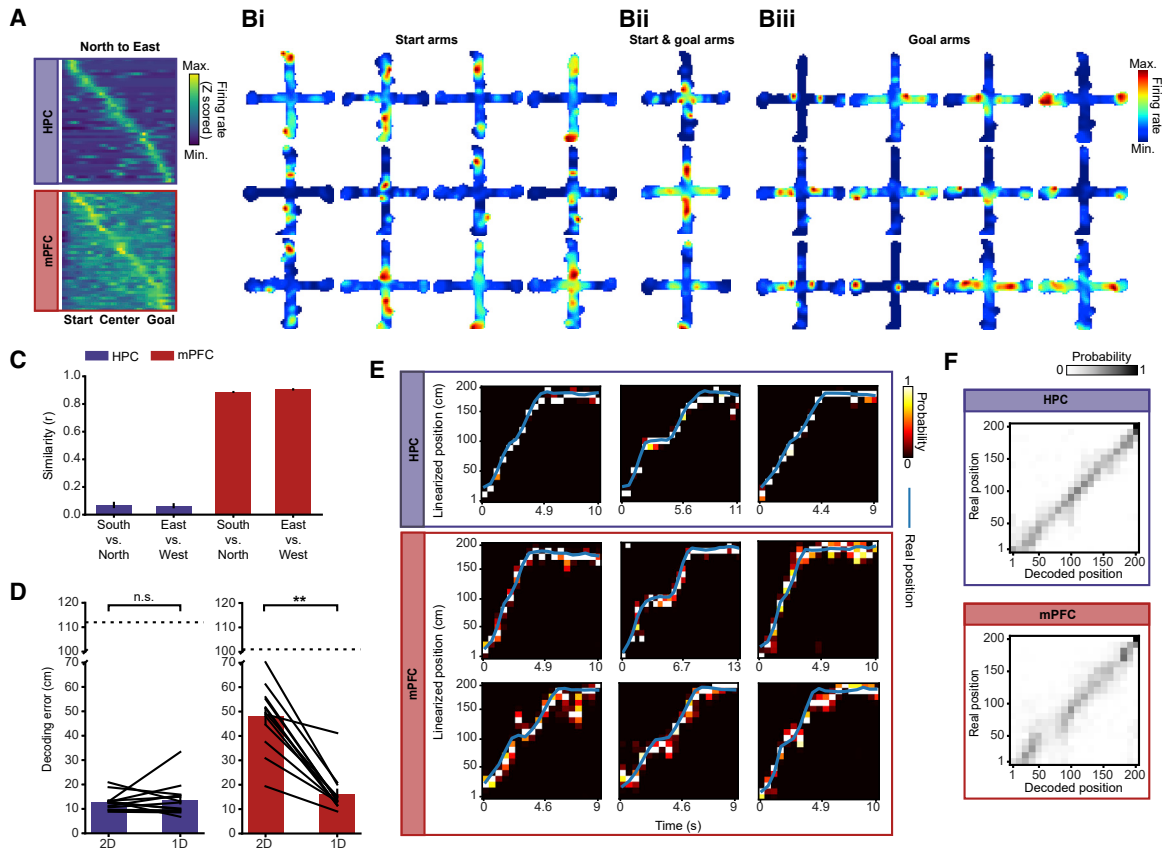 A
North to East
HPC
mPFC
Max.
Firing rate
(Z scored)
Min.
Start Center Goal
Bi
Start arms
Bii
Start & goal arms
Biii
Goal arms
Max.
Firing rate
Min.
C
HPC mPFC
Similarity (r)
1.0
0.8
0.6
0.4
0.2
0.0
South vs. North
East vs. West
South vs. North
East vs. West
D
Decoding error (cm)
120
110
100
70
60
50
40
30
20
10
0
n.s.
2D 1D
120
110
100
70
60
50
40
30
20
10
0
**
2D 1D
E
HPC
Linearized position (cm)
200
150
100
50
1
0 4.9 10
0 5.6 11
0 4.4 9
1
Probability
0
Real position
mPFC
Linearized position (cm)
200
150
100
50
1
0 4.9 10
0 6.7 13
0 4.9 10
200
150
100
50
1
0 4.6 9
0 4.6 9
0 4.6 9
Time (s)
F
Probability
0 1
HPC
Real position
200
150
100
50
1
1 50 100 150 200
Decoded position
mPFC
Real position
200
150
100
50
1
1 50 100 150 200
Decoded position